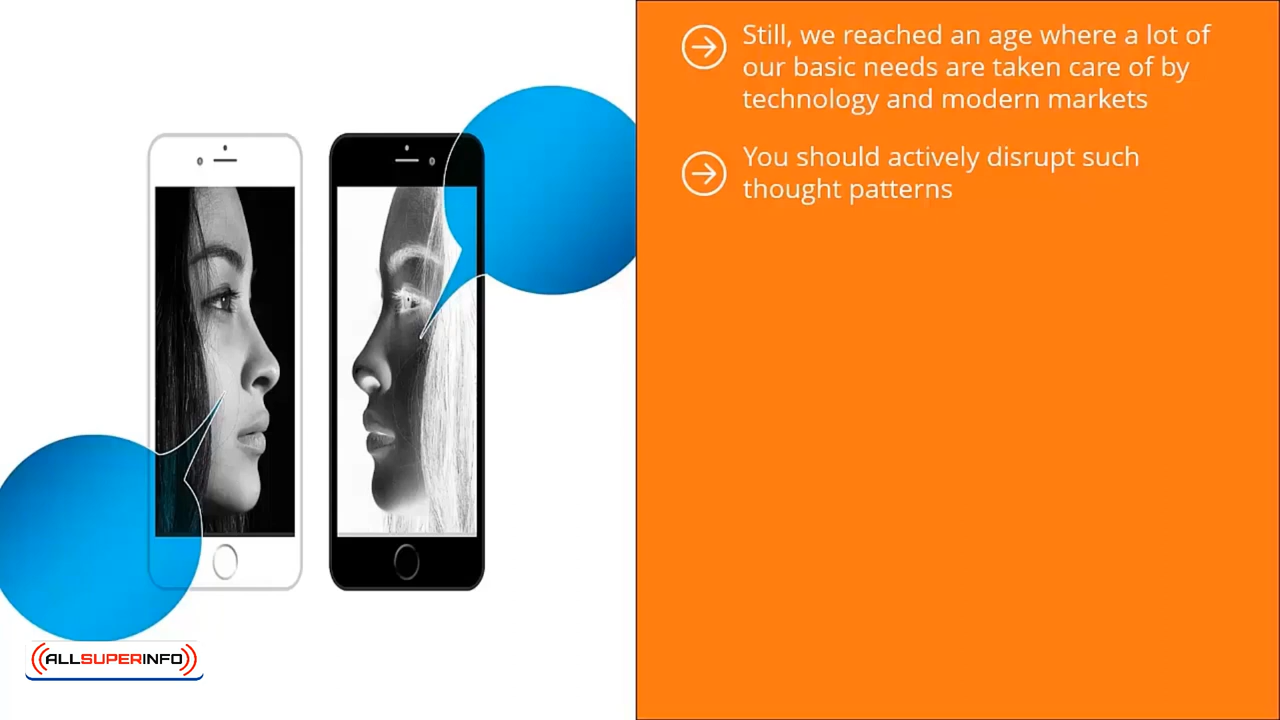 Still, we reached an age where a lot of
our basic needs are taken care of by
technology and modern markets
You should actively disrupt such
thought patterns
ALLSUPERINFO